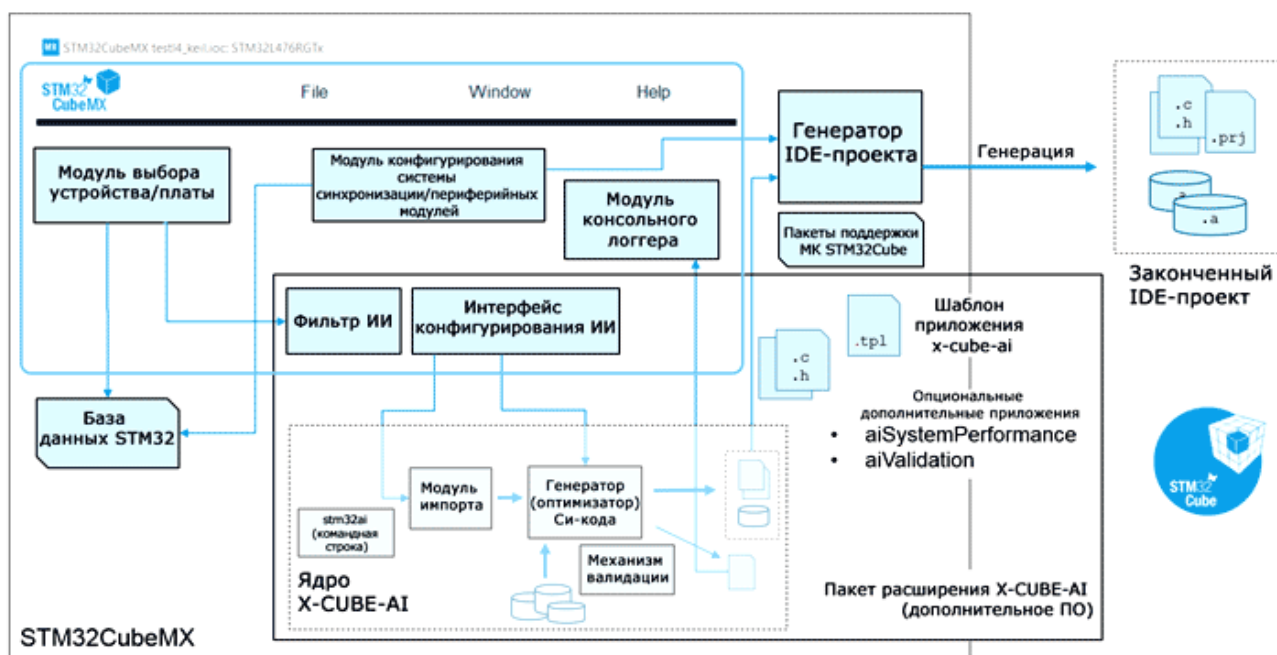 STM32CubeMX testl4_keil.ioc: STM32L476RGTx
STM32
CubeMX
File
Window
Help
Модуль выбора
устройства/платы
Модуль конфигурирования
системы
синхронизации/периферийных
модулей
Модуль
консольного
логгера
Генератор
IDE-проекта
Генерация
.c
.h
.prj
.a
.a
Пакеты поддержки
МК STM32Cube
Законченный
IDE-проект
Фильтр ИИ
Интерфейс
конфигурирования ИИ
.c
.h
.tpl
Шаблон
приложения
x-cube-ai
База
данных STM32
Опциональные
дополнительные приложения
• aiSystemPerformance
• aiValidation
STM32
Cube
Модуль
импорта
Генератор
(оптимизатор)
Си-кода
stm32ai
(командная
строка)
Механизм
валидации
Ядро
X-CUBE-AI
Пакет расширения X-CUBE-AI
(дополнительное ПО)
STM32CubeMX